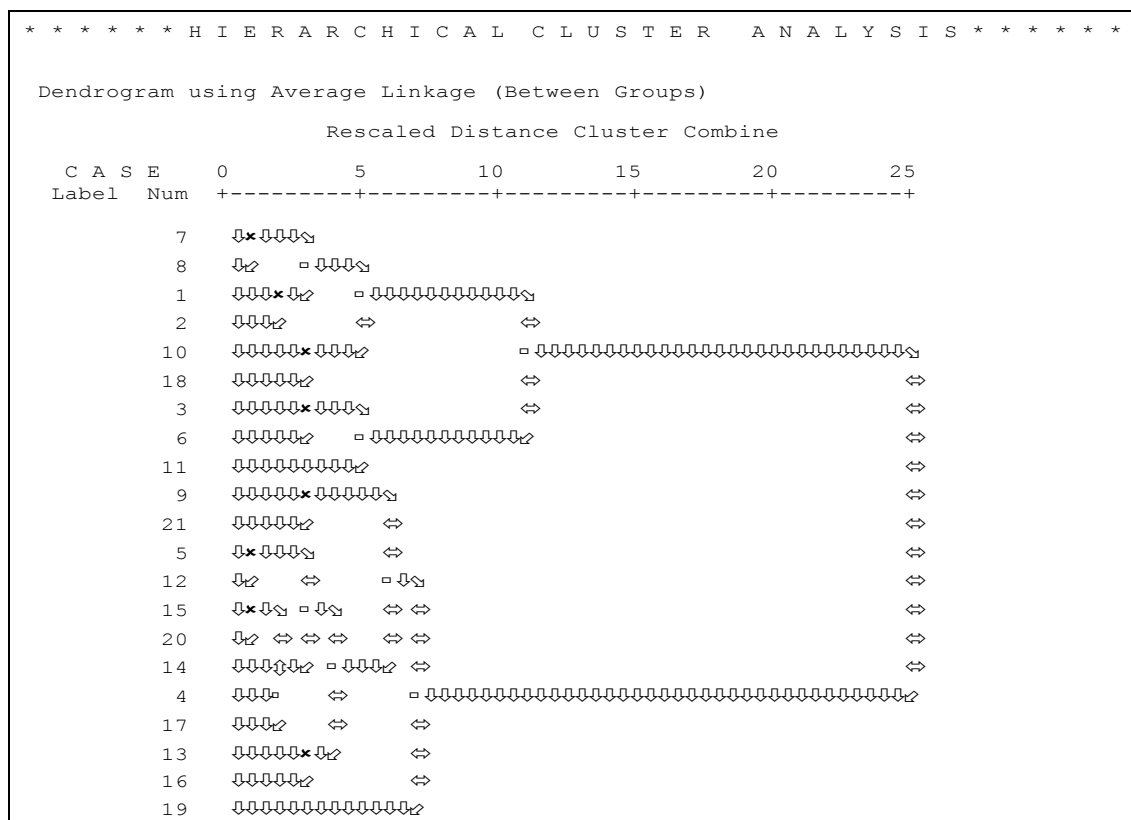 * * * * * * H I E R A R C H I C A L C L U S T E R A N A L Y S I S * * * * * *
Dendrogram using Average Linkage (Between Groups)
Rescaled Distance Cluster Combine
C A S E 0 5 10 15 20 25
Label Num +---------+---------+---------+---------+---------+
7 ⇩×⇩⇩⇩⬂
8 ⇩⬃ ▫⇩⇩⇩⬂
1 ⇩⇩⇩×⇩⬃ ▫⇩⇩⇩⇩⇩⇩⇩⇩⇩⇩⇩⬂
2 ⇩⇩⇩⬃ ⇔ ⇔
10 ⇩⇩⇩⇩⇩×⇩⇩⇩⬃ ▫⇩⇩⇩⇩⇩⇩⇩⇩⇩⇩⇩⇩⇩⇩⇩⇩⇩⇩⇩⇩⇩⇩⇩⇩⇩⇩⇩⬂
18 ⇩⇩⇩⇩⇩⬃ ⇔ ⇔
3 ⇩⇩⇩⇩⇩×⇩⇩⇩⬂ ⇔ ⇔
6 ⇩⇩⇩⇩⇩⬃ ▫⇩⇩⇩⇩⇩⇩⇩⇩⇩⇩⇩⬃ ⇔
11 ⇩⇩⇩⇩⇩⇩⇩⇩⇩⬃ ⇔
9 ⇩⇩⇩⇩⇩×⇩⇩⇩⇩⇩⬂ ⇔
21 ⇩⇩⇩⇩⇩⬃ ⇔ ⇔
5 ⇩×⇩⇩⇩⬂ ⇔ ⇔
12 ⇩⬃ ⇔ ▫⇩⬂ ⇔
15 ⇩×⇩⬂ ▫⇩⬂ ⇔ ⇔ ⇔
20 ⇩⬃ ⇔ ⇔ ⇔ ⇔ ⇔ ⇔
14 ⇩⇩⇩⇳⇩⬃ ▫⇩⇩⇩⬃ ⇔ ⇔
4 ⇩⇩⇩▫ ⇔ ▫⇩⇩⇩⇩⇩⇩⇩⇩⇩⇩⇩⇩⇩⇩⇩⇩⇩⇩⇩⇩⇩⇩⇩⇩⇩⇩⇩⇩⇩⇩⇩⇩⇩⇩⇩⬃
17 ⇩⇩⇩⬃ ⇔ ⇔
13 ⇩⇩⇩⇩⇩×⇩⬃ ⇔
16 ⇩⇩⇩⇩⇩⬃ ⇔
19 ⇩⇩⇩⇩⇩⇩⇩⇩⇩⇩⇩⇩⇩⬃